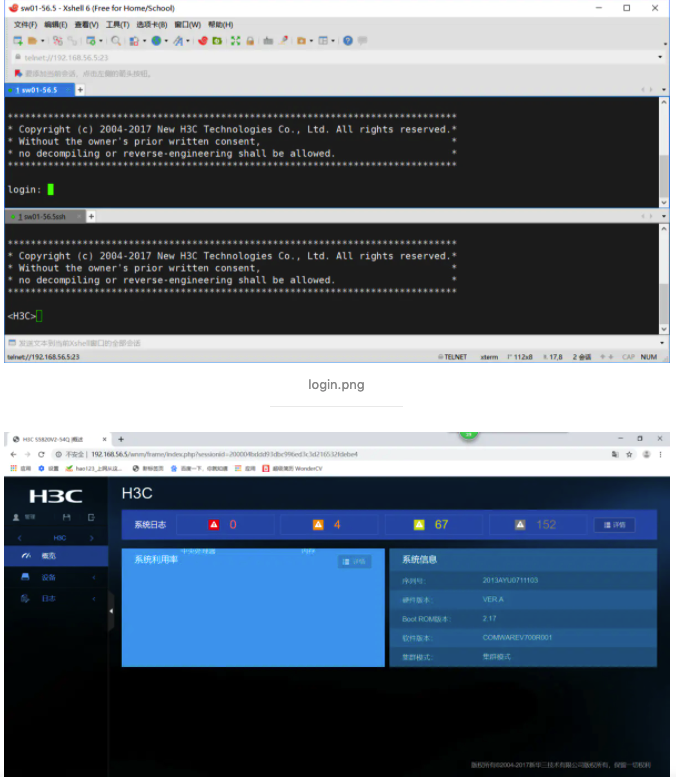 sw01-56.5 - Xshell 6 (Free for Home/School)
文件(F) 编辑(E) 查看(V) 工具(T) 选项卡(B) 窗口(W) 帮助(H)
telnet://192.168.56.5:23
要添加当前会话，点击左侧的箭头按钮。
1 sw01-56.5
********************************************************************************
* Copyright (c) 2004-2017 New H3C Technologies Co., Ltd. All rights reserved.*
* Without the owner's prior written consent, *
* no decompiling or reverse-engineering shall be allowed. *
********************************************************************************
login:
1 sw01-56.5ssh
********************************************************************************
* Copyright (c) 2004-2017 New H3C Technologies Co., Ltd. All rights reserved.*
* Without the owner's prior written consent, *
* no decompiling or reverse-engineering shall be allowed. *
********************************************************************************
<H3C>
发送文本到当前Xshell窗口的全部会话
telnet://192.168.56.5:23 TELNET xterm 112x8 17,8 2 会话 CAP NUM
login.png
H3C S5820V2-54Q 概述
不安全 | 192.168.56.5/wnm/frame/index.php?sessionid=
应用 设置 hao123_上网从这... 新标签页 百度一下，你就知道 应用 WonderCV
H3C H3C
管理
系统日志 0 4 67 152 详情
H3C
概览
系统利用率 详情 系统信息
设备
序列号: 2013AYU0711103
日志
硬件版本: VER.A
Boot ROM版本: 2.17
软件版本: COMWAREV700R001
集群模式: 集群模式
版权所有©2004-2017新华三技术有限公司版权所有，保留一切权利